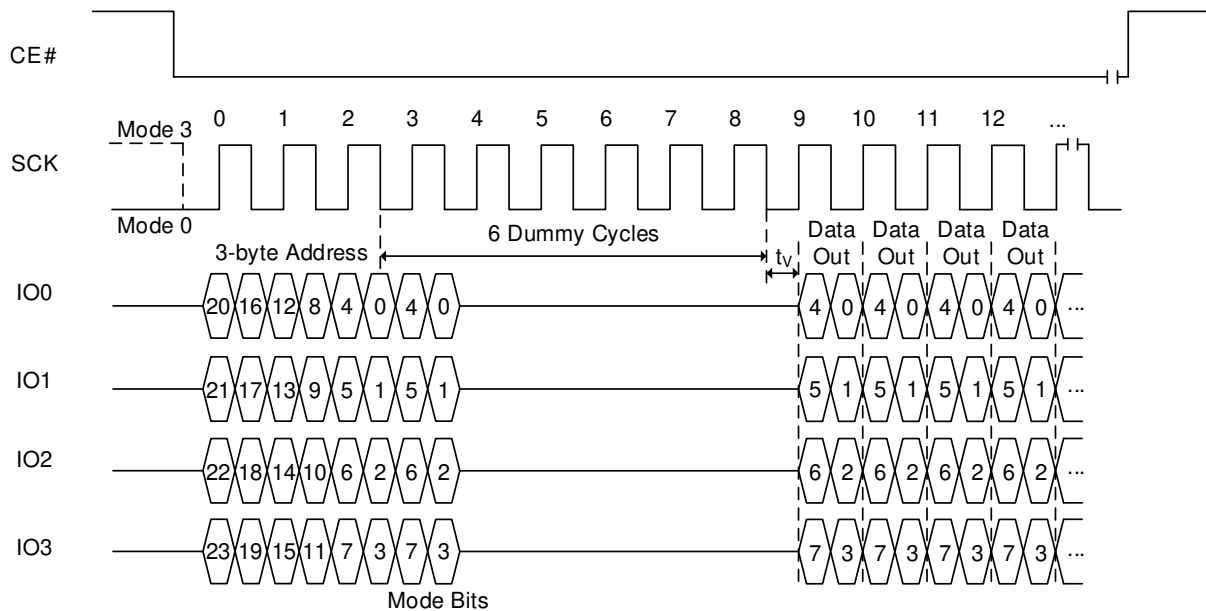 CE#
0 1 2 3 4 5 6 7 8 9 10 11 12 ...
Mode 3
SCK
Mode 0
6 Dummy Cycles
3-byte Address
tV
Data Out
Data Out
Data Out
Data Out
IO0
20 16 12 8 4 0 4 0 4 0 4 0 4 0 4 0 ...
IO1
21 17 13 9 5 1 5 1 5 1 5 1 5 1 5 1 ...
IO2
22 18 14 10 6 2 6 2 6 2 6 2 6 2 6 2 ...
IO3
23 19 15 11 7 3 7 3 7 3 7 3 7 3 7 3 ...
Mode Bits